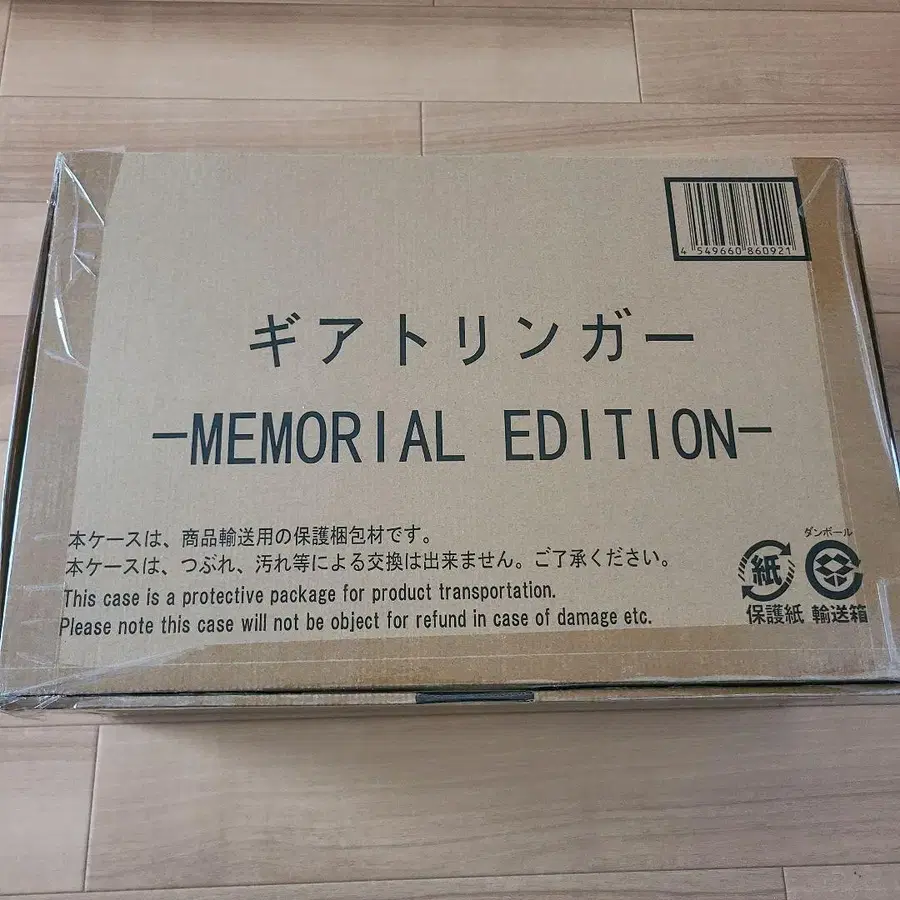 4 549660 860921
ギアトリンガー
－MEMORIAL EDITION－
本ケースは、商品輸送用の保護梱包材です。
本ケースは、つぶれ、汚れ等による交換は出来ません。ご了承ください。
This case is a protective package for product transportation.
Please note this case will not be object for refund in case of damage etc.
ダンボール
紙
保護紙 輸送箱